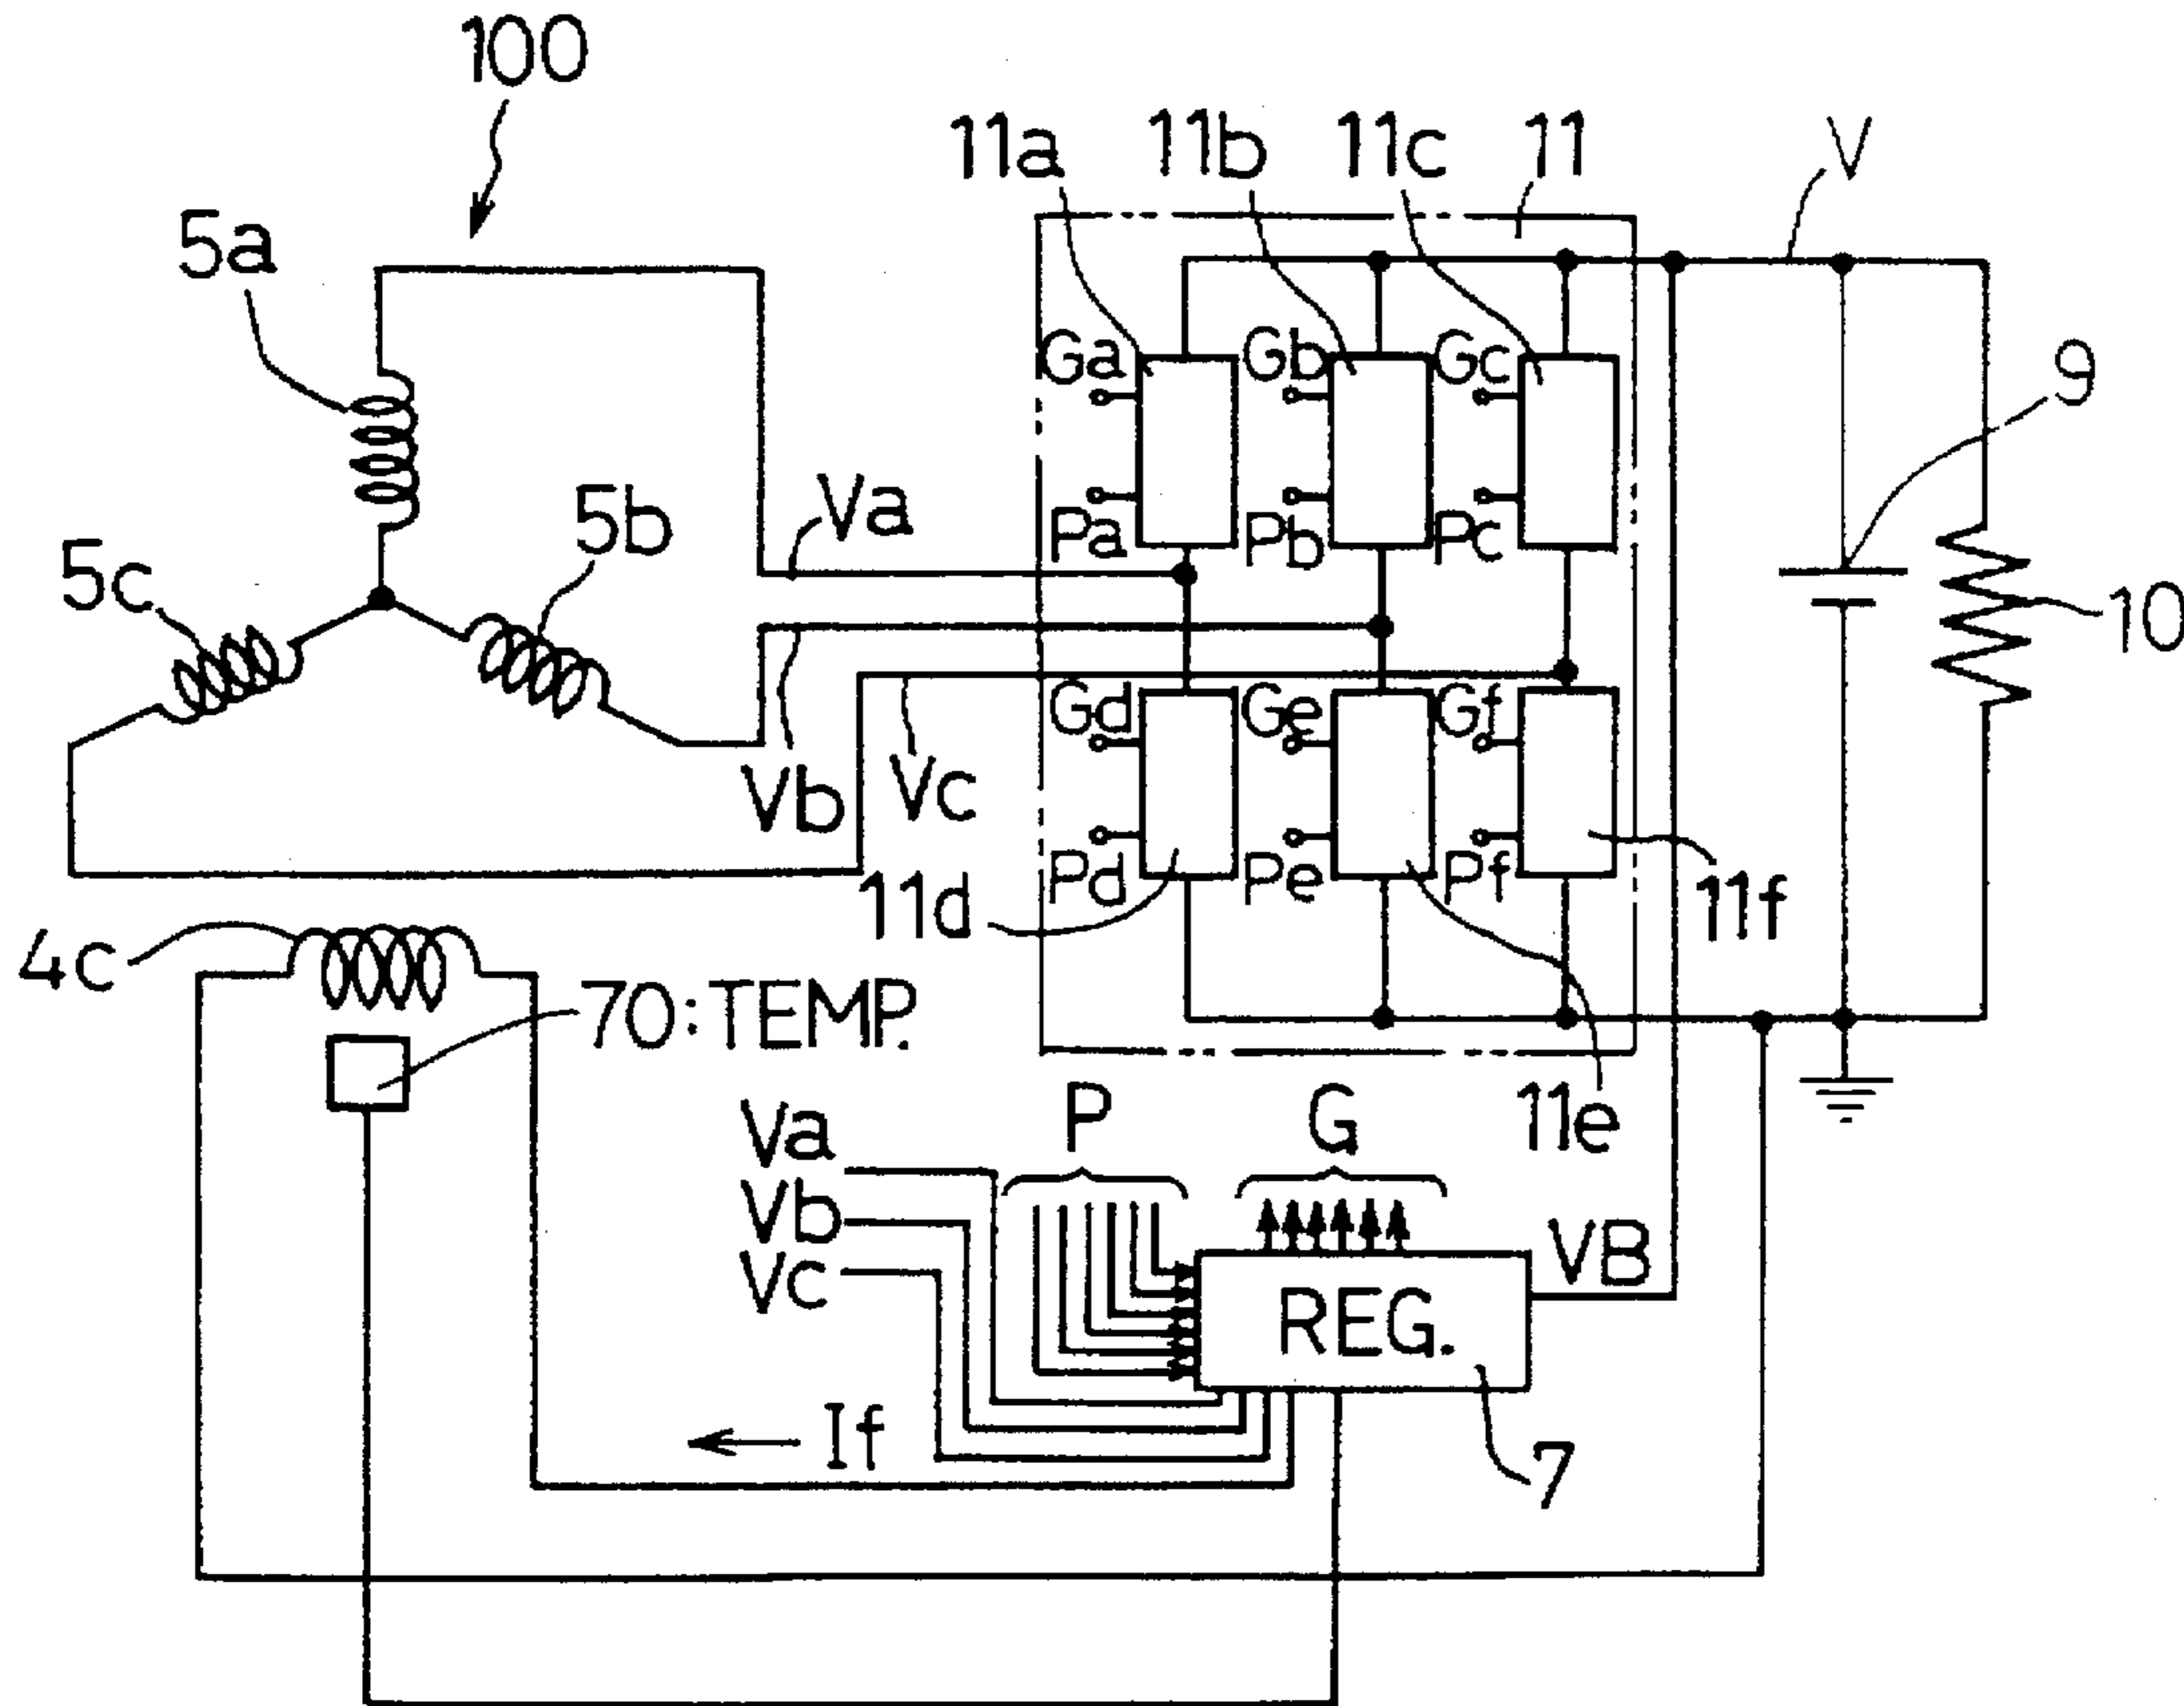 100
11a 11b 11c 11 V
5a
Ga Gb Gc
9
Va
5b
Pa Pb Pc
5c
10
Gd Ge Gf
Vb Vc
Pd Pe Pf
11d 11f
4c
70:TEMP.
P G 11e
Va
Vb
Vc
VB
REG.
If
7